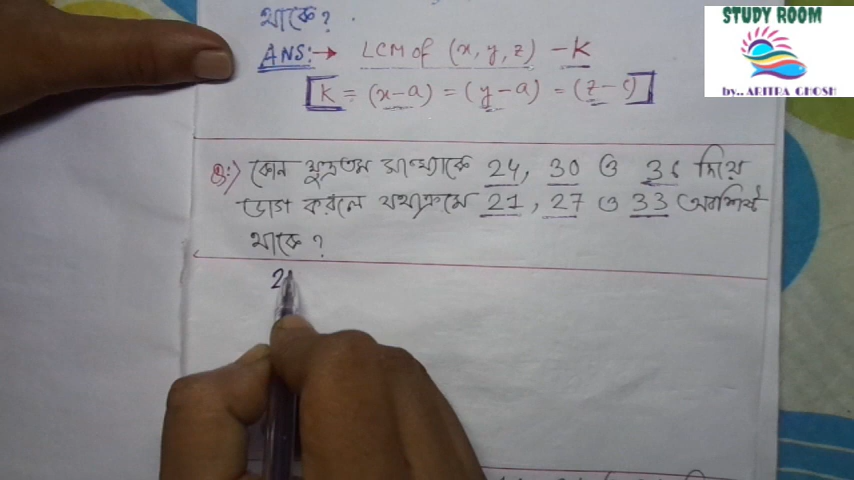 থাকে?
ANS:→ LCM of (x, y, z) - K
K = (x-a) = (y-a) = (z-c)
Q:) কোন ক্ষুদ্রতম সংখ্যাকে 24, 30 ও 36 দিয়ে
ভাগ করলে যথাক্রমে 21, 27 ও 33 অবশিষ্ট
থাকে?
2
STUDY ROOM
by.. ARITRA GHOSH